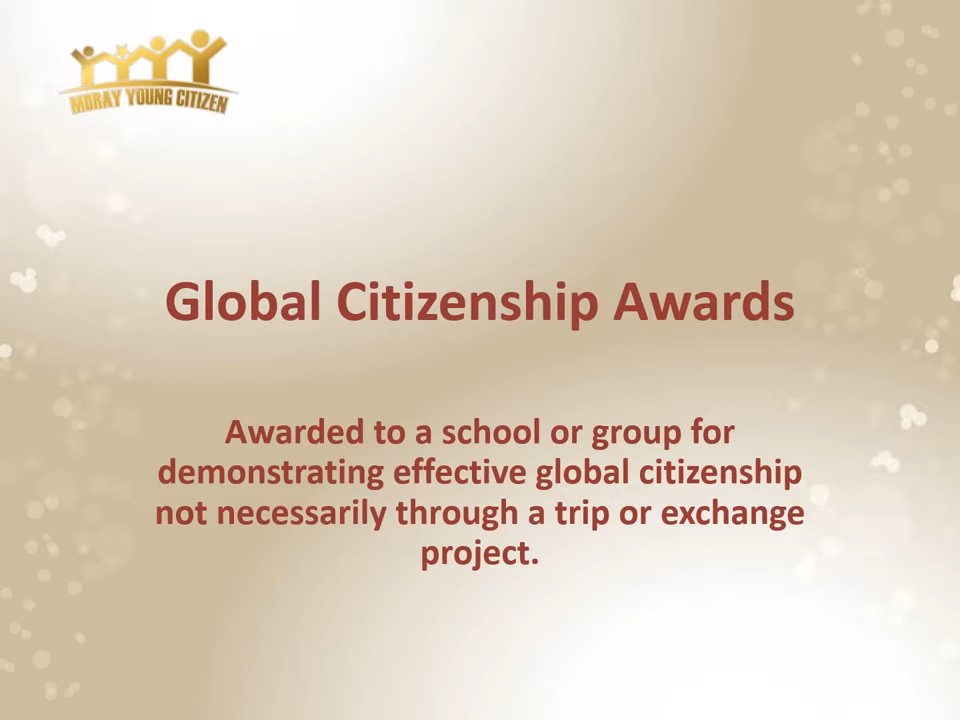 MORAY YOUNG CITIZEN
Global Citizenship Awards
Awarded to a school or group for
demonstrating effective global citizenship
not necessarily through a trip or exchange
project.